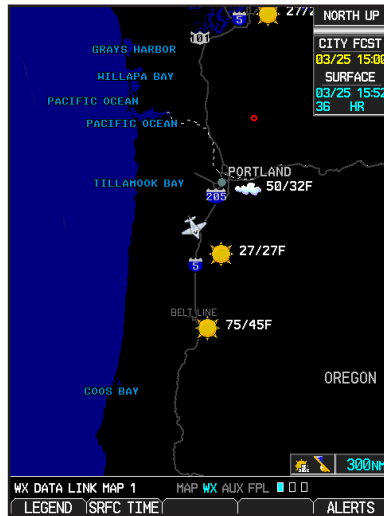 27/2
NORTH UP
5
101
GRAYS HARBOR
CITY FCST
03/25 15:00
WILLAPA BAY
SURFACE
03/25 15:52
36 HR
PACIFIC OCEAN
PACIFIC OCEAN
PORTLAND
TILLAMOOK BAY
50/32F
205
27/27F
5
BELT LINE
75/45F
OREGON
COOS BAY
300NM
WX DATA LINK MAP 1
MAP WX AUX FPL
LEGEND
SRFC TIME
ALERTS